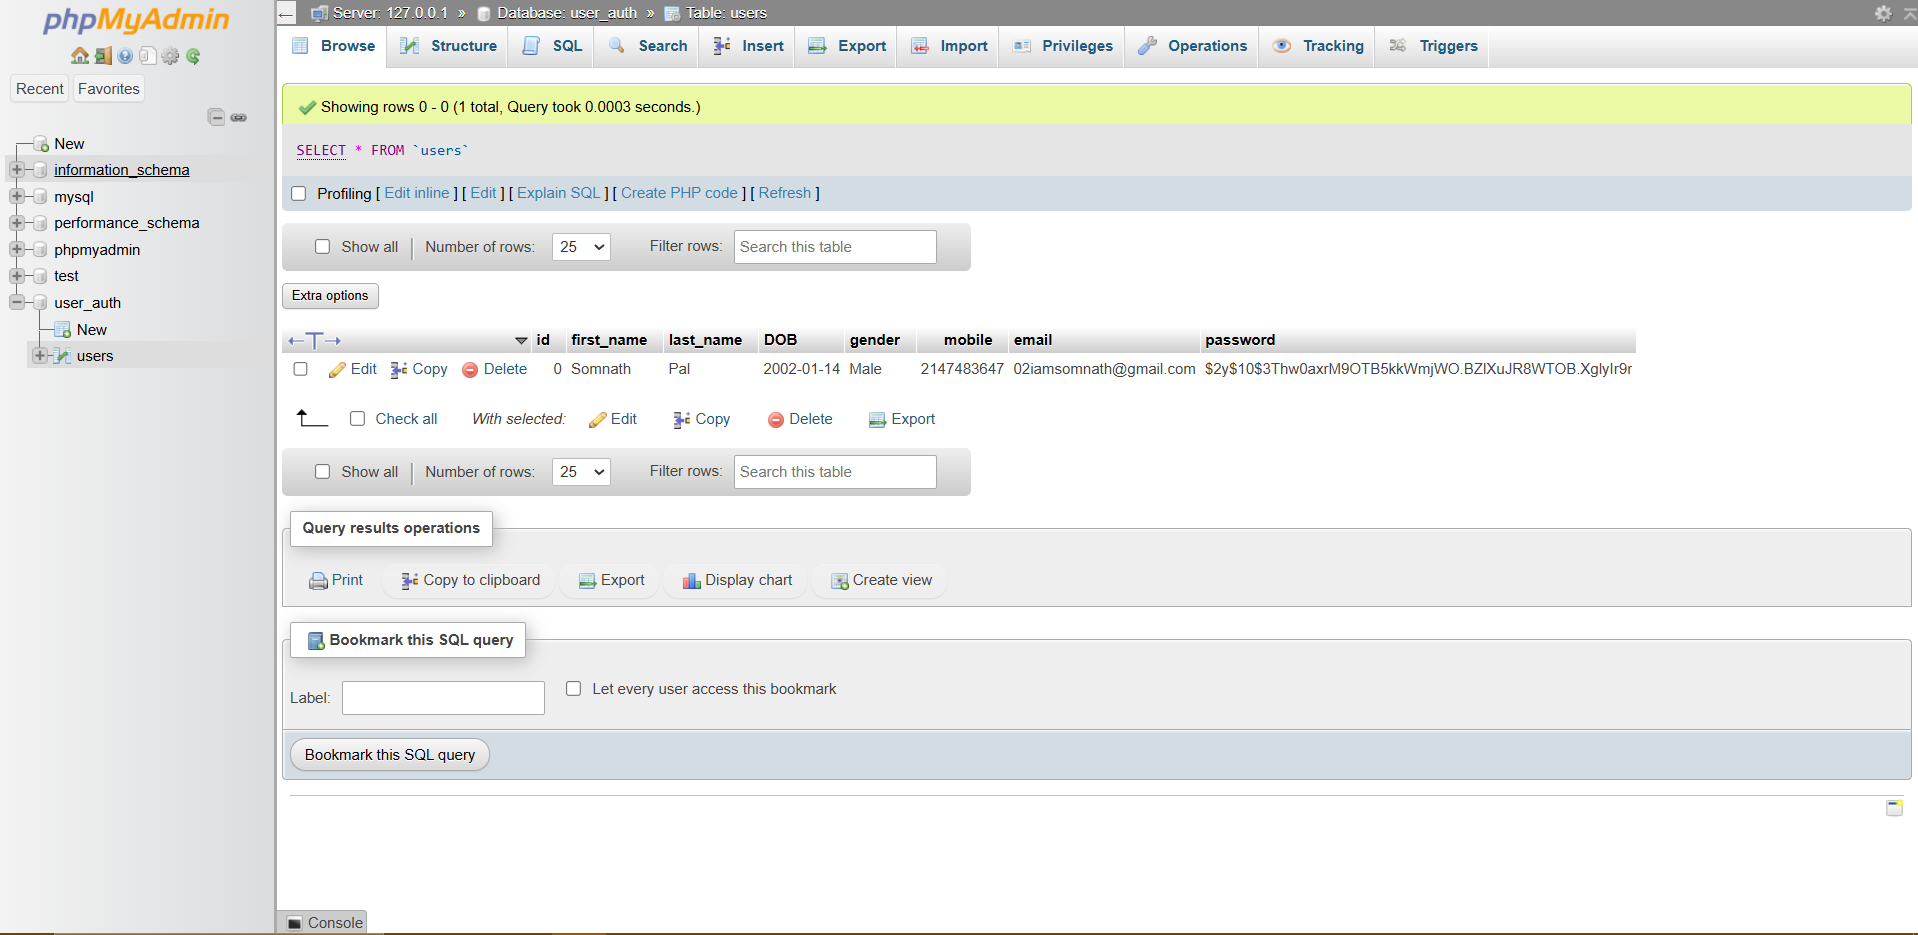 phpMyAdmin
Recent Favorites
New
information_schema
mysql
performance_schema
phpmyadmin
test
user_auth
New
users
Server: 127.0.0.1 » Database: user_auth » Table: users
Browse Structure SQL Search Insert Export Import Privileges Operations Tracking Triggers
Showing rows 0 - 0 (1 total, Query took 0.0003 seconds.)
SELECT * FROM `users`
Profiling [ Edit inline ] [ Edit ] [ Explain SQL ] [ Create PHP code ] [ Refresh ]
Show all Number of rows: 25 Filter rows: Search this table
Extra options
←T→ id first_name last_name DOB gender mobile email password
Edit Copy Delete 0 Somnath Pal 2002-01-14 Male 2147483647 02iamsomnath@gmail.com $2y$10$3Thw0axrM9OTB5kkWmjWO.BZlXuJR8WTOB.XglyIr9r
Check all With selected: Edit Copy Delete Export
Show all Number of rows: 25 Filter rows: Search this table
Query results operations
Print Copy to clipboard Export Display chart Create view
Bookmark this SQL query
Label: Let every user access this bookmark
Bookmark this SQL query
Console